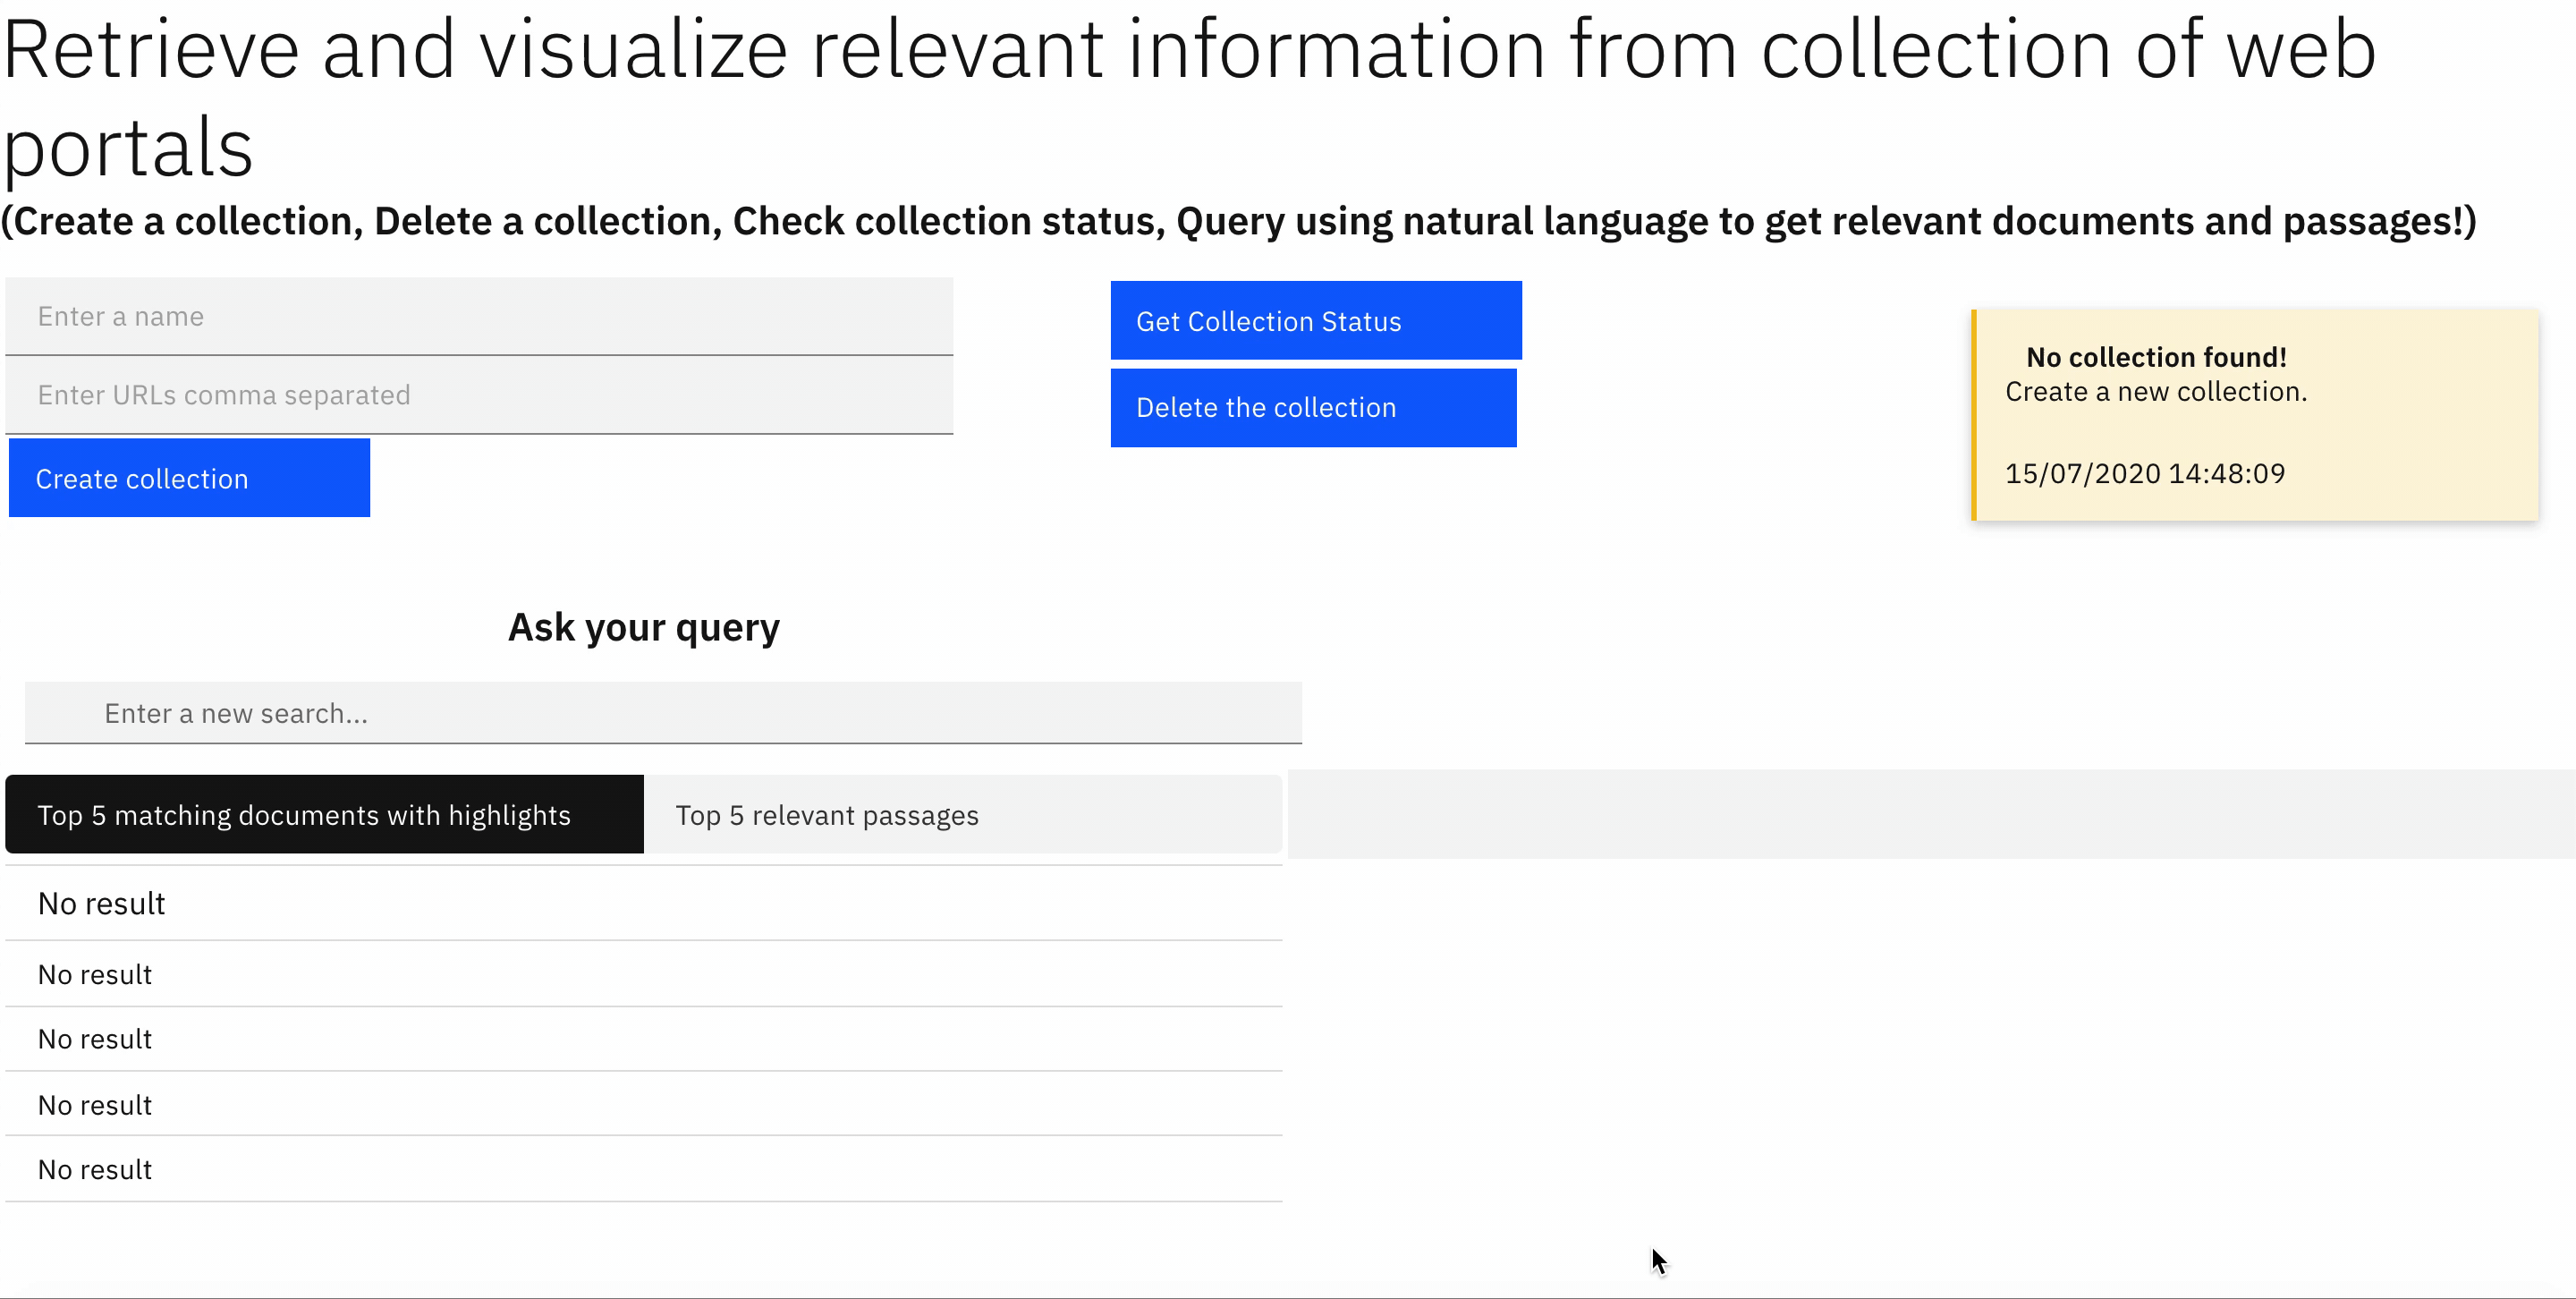 Retrieve and visualize relevant information from collection of web
portals
(Create a collection, Delete a collection, Check collection status, Query using natural language to get relevant documents and passages!)
Enter a name
Enter URLs comma separated
Create collection
Get Collection Status
Delete the collection
No collection found!
Create a new collection.
15/07/2020 14:48:09
Ask your query
Enter a new search...
Top 5 matching documents with highlights
Top 5 relevant passages
No result
No result
No result
No result
No result